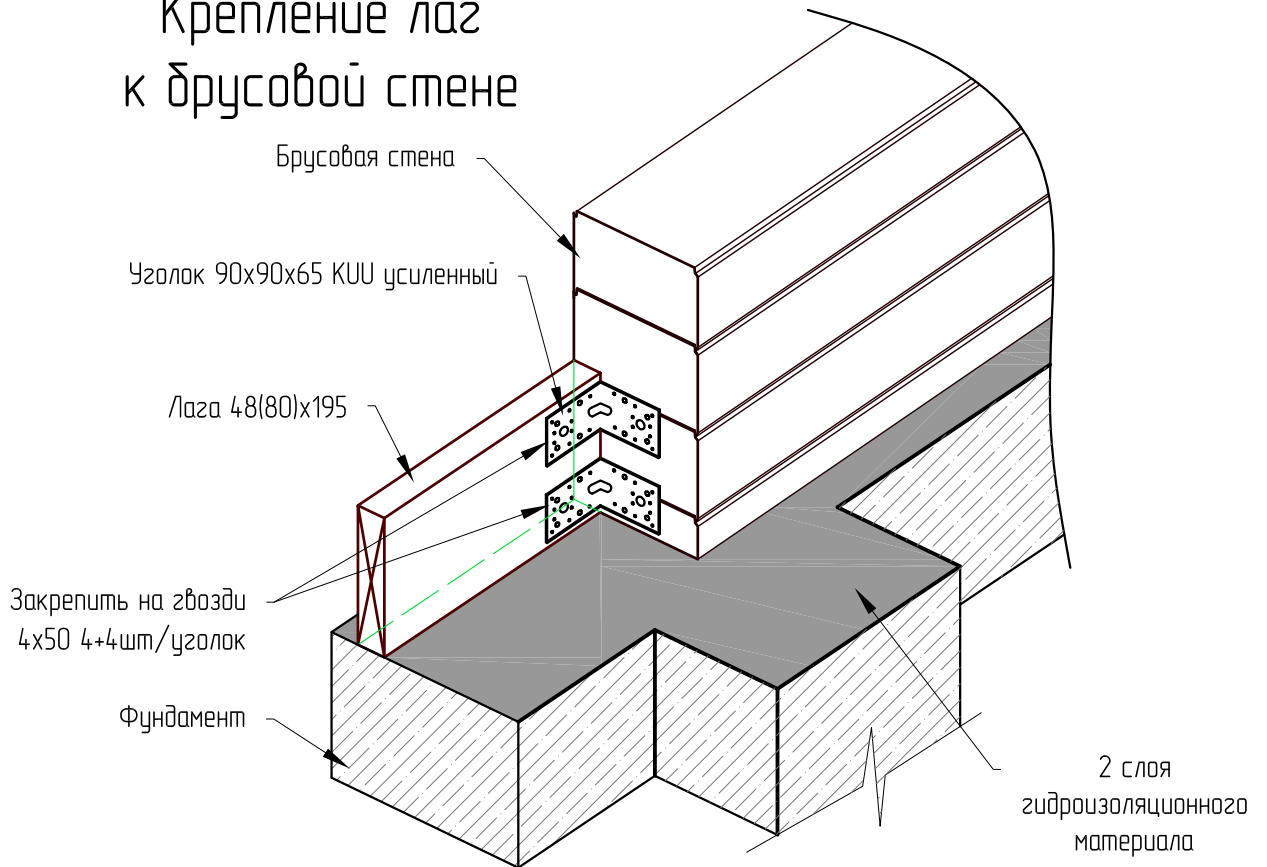 Крепление лаг
к брусовой стене
Брусовая стена
Уголок 90х90х65 KUU усиленный
Лага 48(80)х195
Закрепить на гвозди
4х50 4+4шт/уголок
Фундамент
2 слоя
гидроизоляционного
материала